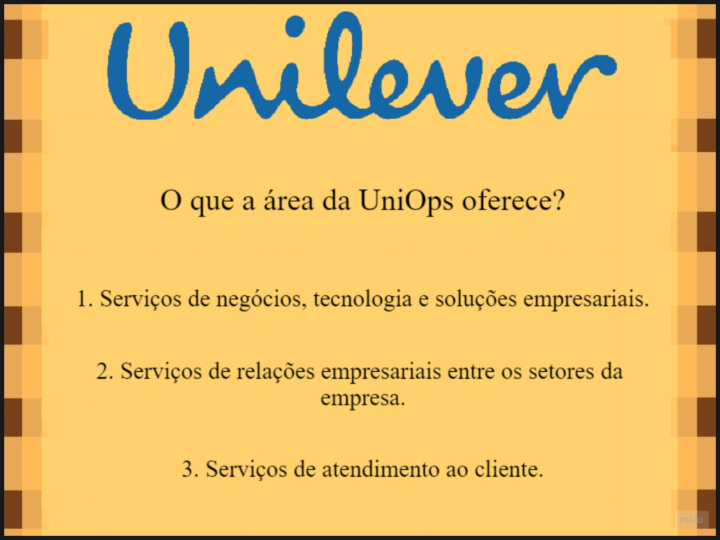 Unilever
O que a área da UniOps oferece?
1. Serviços de negócios, tecnologia e soluções empresariais.
2. Serviços de relações empresariais entre os setores da
empresa.
3. Serviços de atendimento ao cliente.
miro